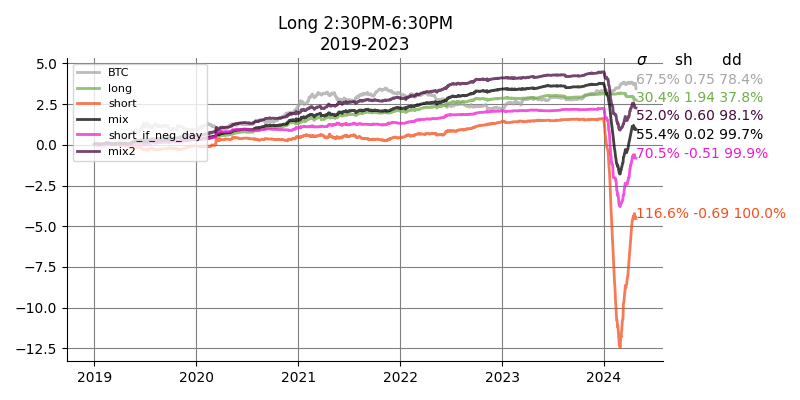 Long 2:30PM-6:30PM
2019-2023
σ sh dd
BTC
long
short
mix
short_if_neg_day
mix2
67.5% 0.75 78.4%
30.4% 1.94 37.8%
52.0% 0.60 98.1%
55.4% 0.02 99.7%
70.5% -0.51 99.9%
116.6% -0.69 100.0%
5.0
2.5
0.0
−2.5
−5.0
−7.5
−10.0
−12.5
2019 2020 2021 2022 2023 2024